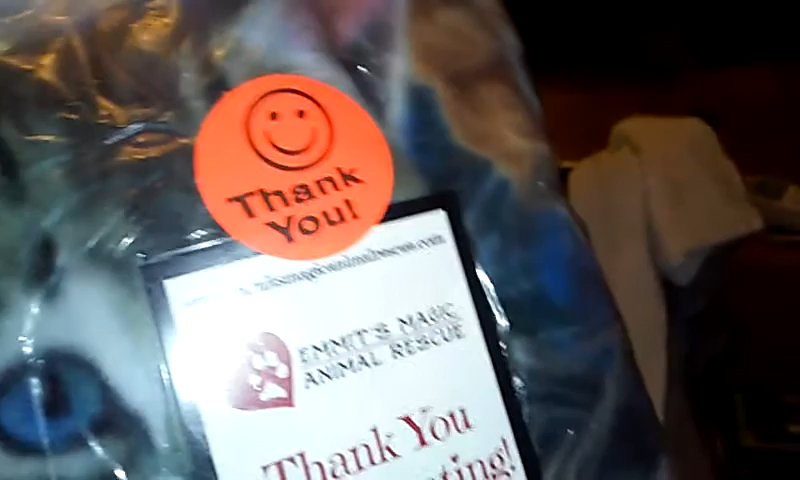 Thank
You!
EMMIT'S MAGIC
ANIMAL RESCUE
Thank You